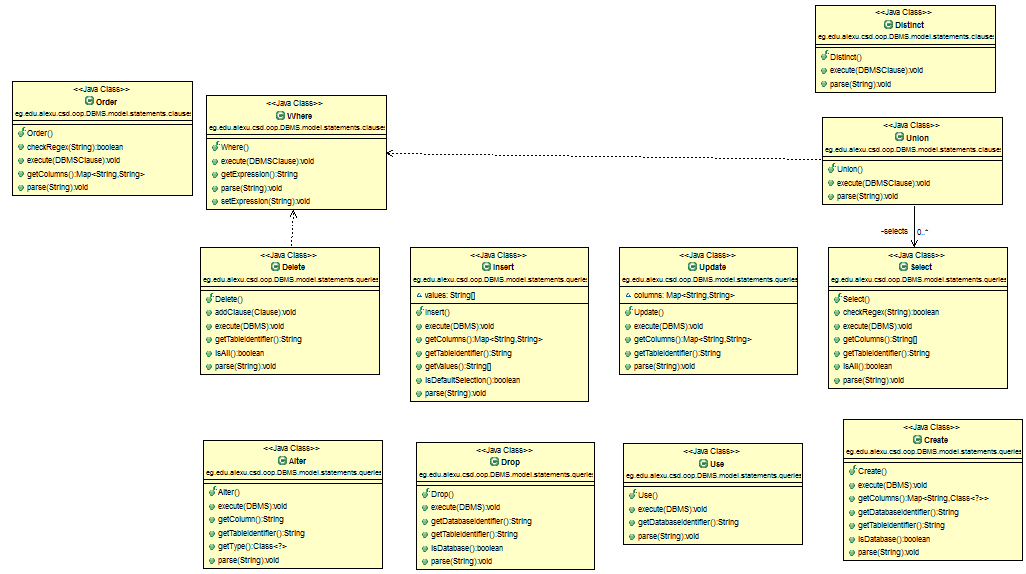 <<Java Class>>
Distinct
eg.edu.alexu.csd.oop.DBMS.model.statements.clauses
Distinct()
execute(DBMSClause):void
parse(String):void
<<Java Class>>
Order
eg.edu.alexu.csd.oop.DBMS.model.statements.clauses
Order()
checkRegex(String):boolean
execute(DBMSClause):void
getColumns():Map<String,String>
parse(String):void
<<Java Class>>
Where
eg.edu.alexu.csd.oop.DBMS.model.statements.clauses
Where()
execute(DBMSClause):void
getExpression():String
parse(String):void
setExpression(String):void
<<Java Class>>
Union
eg.edu.alexu.csd.oop.DBMS.model.statements.clauses
Union()
execute(DBMSClause):void
parse(String):void
-selects 0..*
<<Java Class>>
Delete
eg.edu.alexu.csd.oop.DBMS.model.statements.queries
Delete()
addClause(Clause):void
execute(DBMS):void
getTableIdentifier():String
isAll():boolean
parse(String):void
<<Java Class>>
Insert
eg.edu.alexu.csd.oop.DBMS.model.statements.queries
values: String[]
Insert()
execute(DBMS):void
getColumns():Map<String,String>
getTableIdentifier():String
getValues():String[]
isDefaultSelection():boolean
parse(String):void
<<Java Class>>
Update
eg.edu.alexu.csd.oop.DBMS.model.statements.queries
columns: Map<String,String>
Update()
execute(DBMS):void
getColumns():Map<String,String>
getTableIdentifier():String
parse(String):void
<<Java Class>>
Select
eg.edu.alexu.csd.oop.DBMS.model.statements.queries
Select()
checkRegex(String):boolean
execute(DBMS):void
getColumns():String[]
getTableIdentifier():String
isAll():boolean
parse(String):void
<<Java Class>>
Alter
eg.edu.alexu.csd.oop.DBMS.model.statements.queries
Alter()
execute(DBMS):void
getColumn():String
getTableIdentifier():String
getType():Class<?>
parse(String):void
<<Java Class>>
Drop
eg.edu.alexu.csd.oop.DBMS.model.statements.queries
Drop()
execute(DBMS):void
getDatabaseIdentifier():String
getTableIdentifier():String
isDatabase():boolean
parse(String):void
<<Java Class>>
Use
eg.edu.alexu.csd.oop.DBMS.model.statements.queries
Use()
execute(DBMS):void
getDatabaseIdentifier():String
parse(String):void
<<Java Class>>
Create
eg.edu.alexu.csd.oop.DBMS.model.statements.queries
Create()
execute(DBMS):void
getColumns():Map<String,Class<?>>
getDatabaseIdentifier():String
getTableIdentifier():String
isDatabase():boolean
parse(String):void